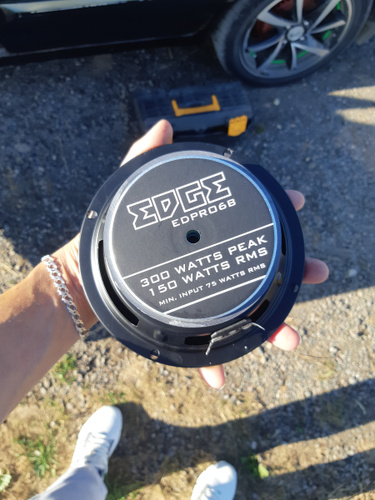 EDGE
EDPRO6B
300 WATTS PEAK
150 WATTS RMS
MIN. INPUT 75 WATTS RMS